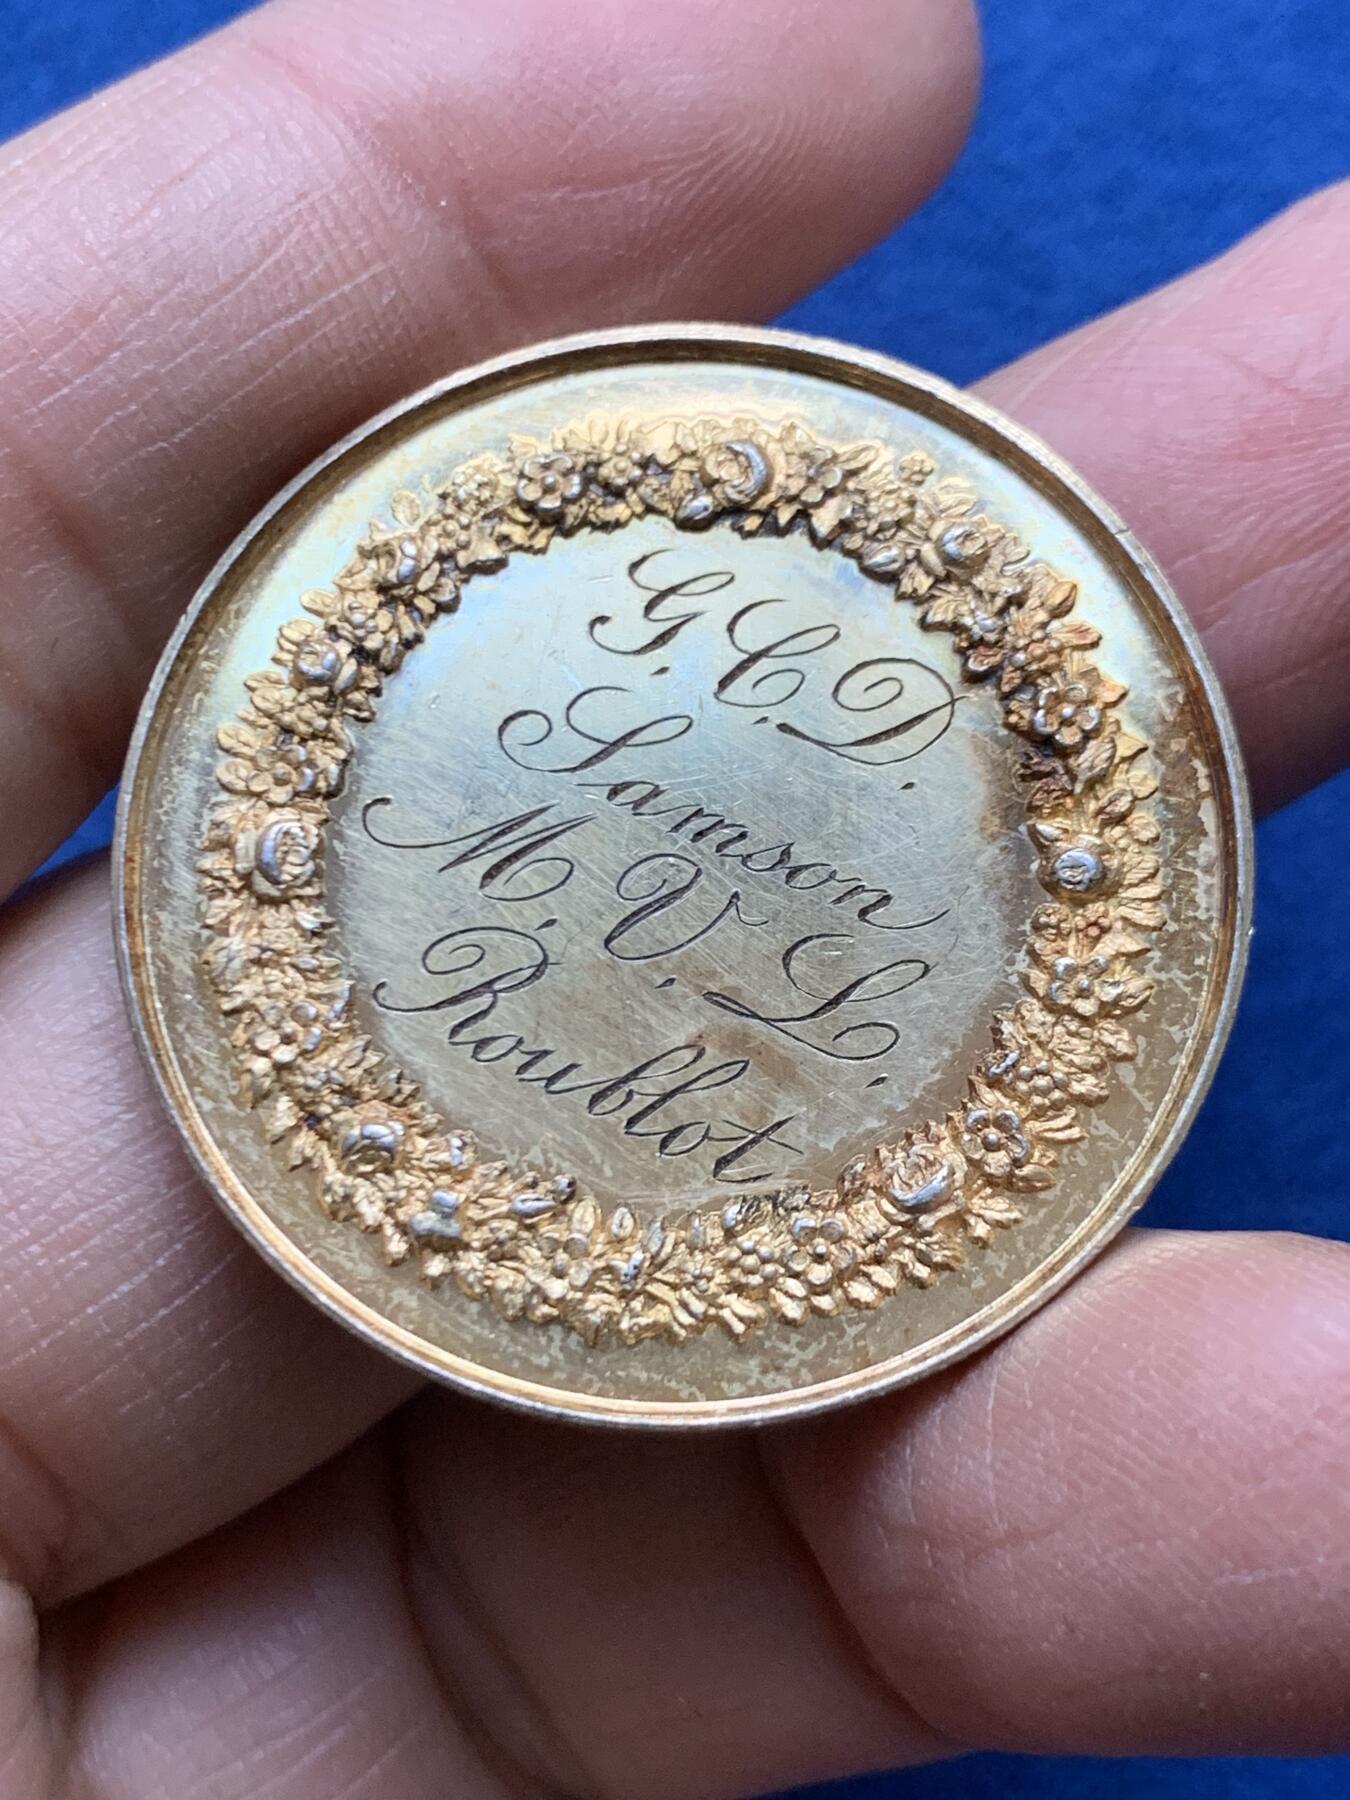 G. C. D.
Samson
M. V. L.
Roublot